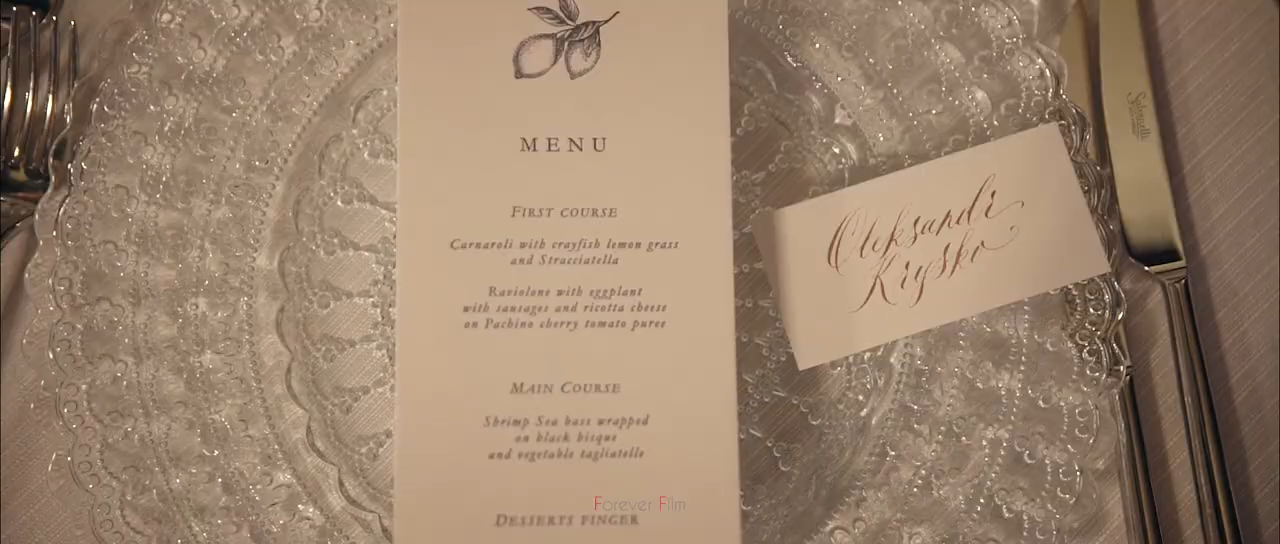 MENU
FIRST COURSE
Carnaroli with crayfish lemon grass
and Stracciatella
Raviolone with eggplant
with sausages and ricotta cheese
on Pachino cherry tomato puree
MAIN COURSE
Shrimp Sea bass wrapped
on black bisque
and vegetable tagliatelle
DESSERTS FINGER
Oleksandr
Krysko
Forever Film